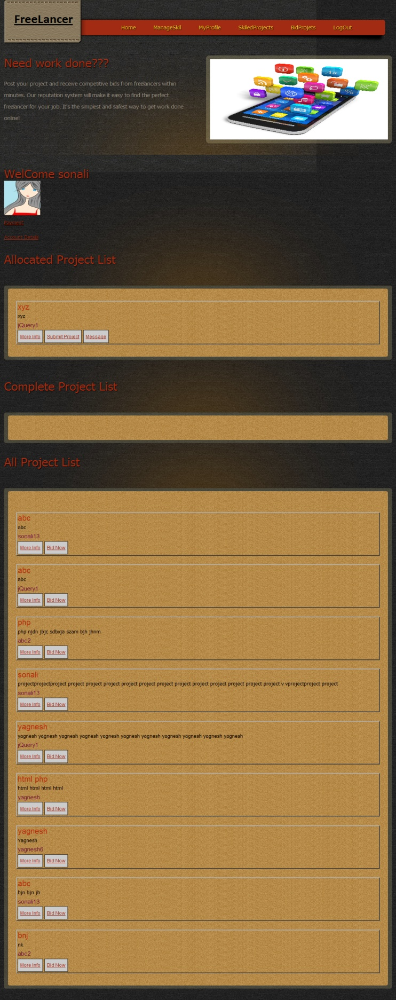 FreeLancer
Home ManageSkill MyProfile SkilledProjects BidProjets LogOut
Need work done???
Post your project and receive competitive bids from freelancers within
minutes. Our reputation system will make it easy to find the perfect
freelancer for your job. It's the simplest and safest way to get work done
online!
WelCome sonali
Payment
Account Details
Allocated Project List
xyz
xyz
jQuery1
More Info Submit Project Message
Complete Project List
All Project List
abc
abc
sonali13
More Info Bid Now
abc
abc
jQuery1
More Info Bid Now
php
php njdn jbjc sdbxja szam bjh jhnm
abc2
More Info Bid Now
sonali
projectprojectproject project project project project project project project project project project project project v vprojectproject project
sonali13
More Info Bid Now
yagnesh
yagnesh yagnesh yagnesh yagnesh yagnesh yagnesh yagnesh yagnesh yagnesh yagnesh yagnesh
jQuery1
More Info Bid Now
html php
html html html html
yagnesh
More Info Bid Now
yagnesh
Yagnesh
yagnesh6
More Info Bid Now
abc
bjn bjn jb
sonali13
More Info Bid Now
bnj
nk
abc2
More Info Bid Now